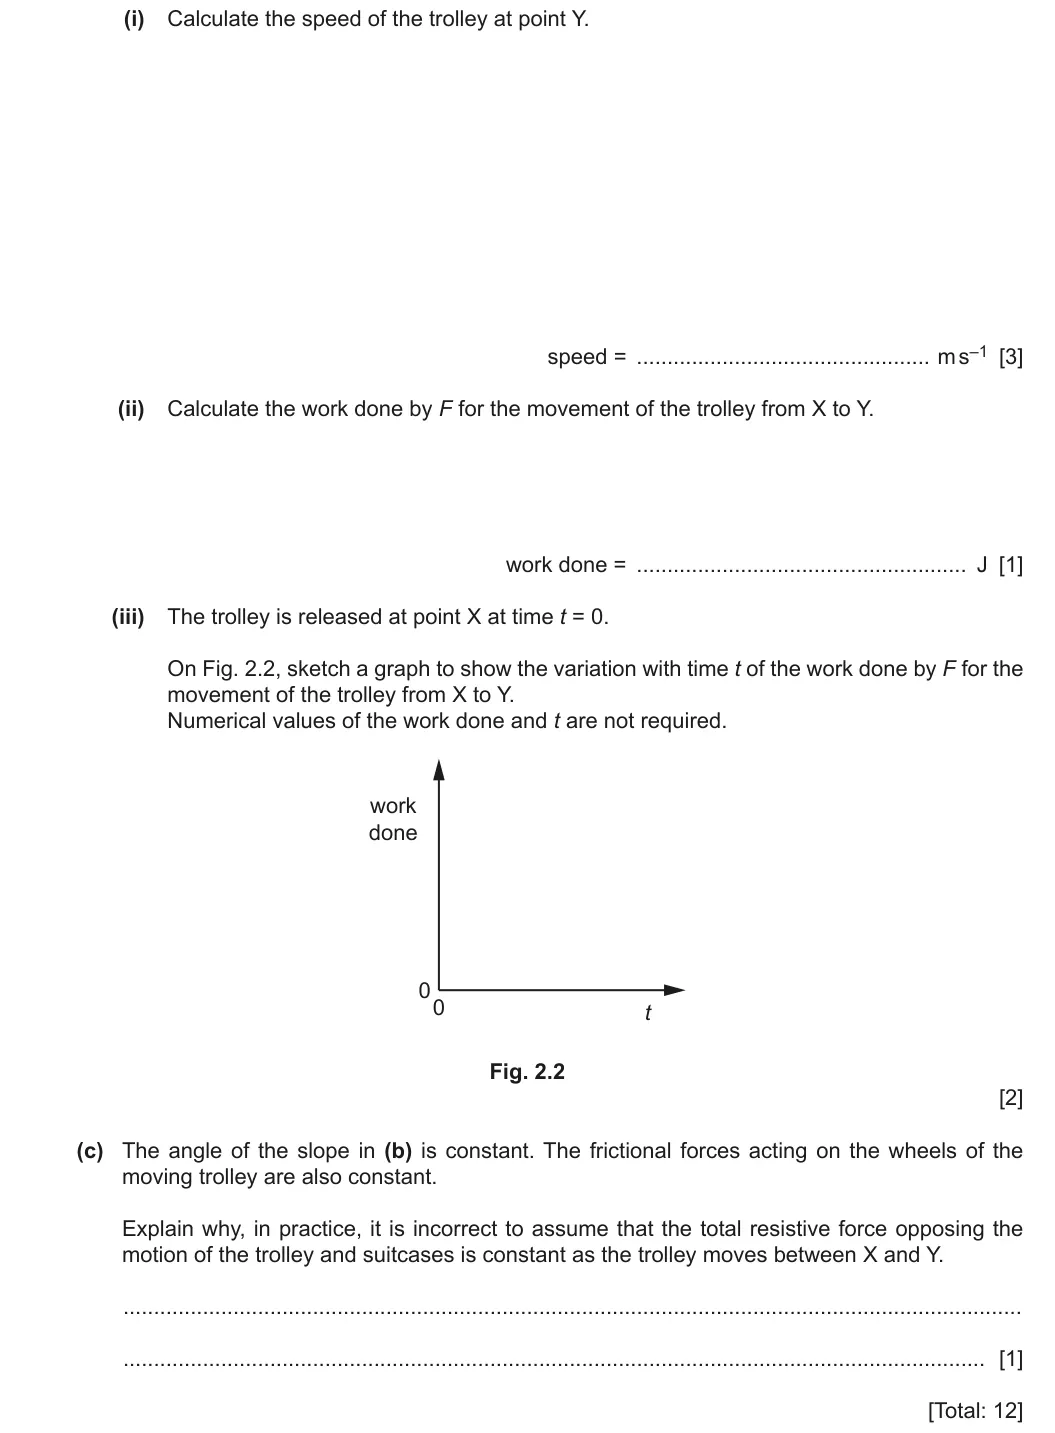 (i) Calculate the speed of the trolley at point Y.
speed = ................................................ m s–1 [3]
(ii) Calculate the work done by F for the movement of the trolley from X to Y.
work done = ...................................................... J [1]
(iii) The trolley is released at point X at time t = 0.
On Fig. 2.2, sketch a graph to show the variation with time t of the work done by F for the
movement of the trolley from X to Y.
Numerical values of the work done and t are not required.
work
done
0
0
t
Fig. 2.2
[2]
(c) The angle of the slope in (b) is constant. The frictional forces acting on the wheels of the
moving trolley are also constant.
Explain why, in practice, it is incorrect to assume that the total resistive force opposing the
motion of the trolley and suitcases is constant as the trolley moves between X and Y.
...................................................................................................................................................
............................................................................................................................................. [1]
[Total: 12]